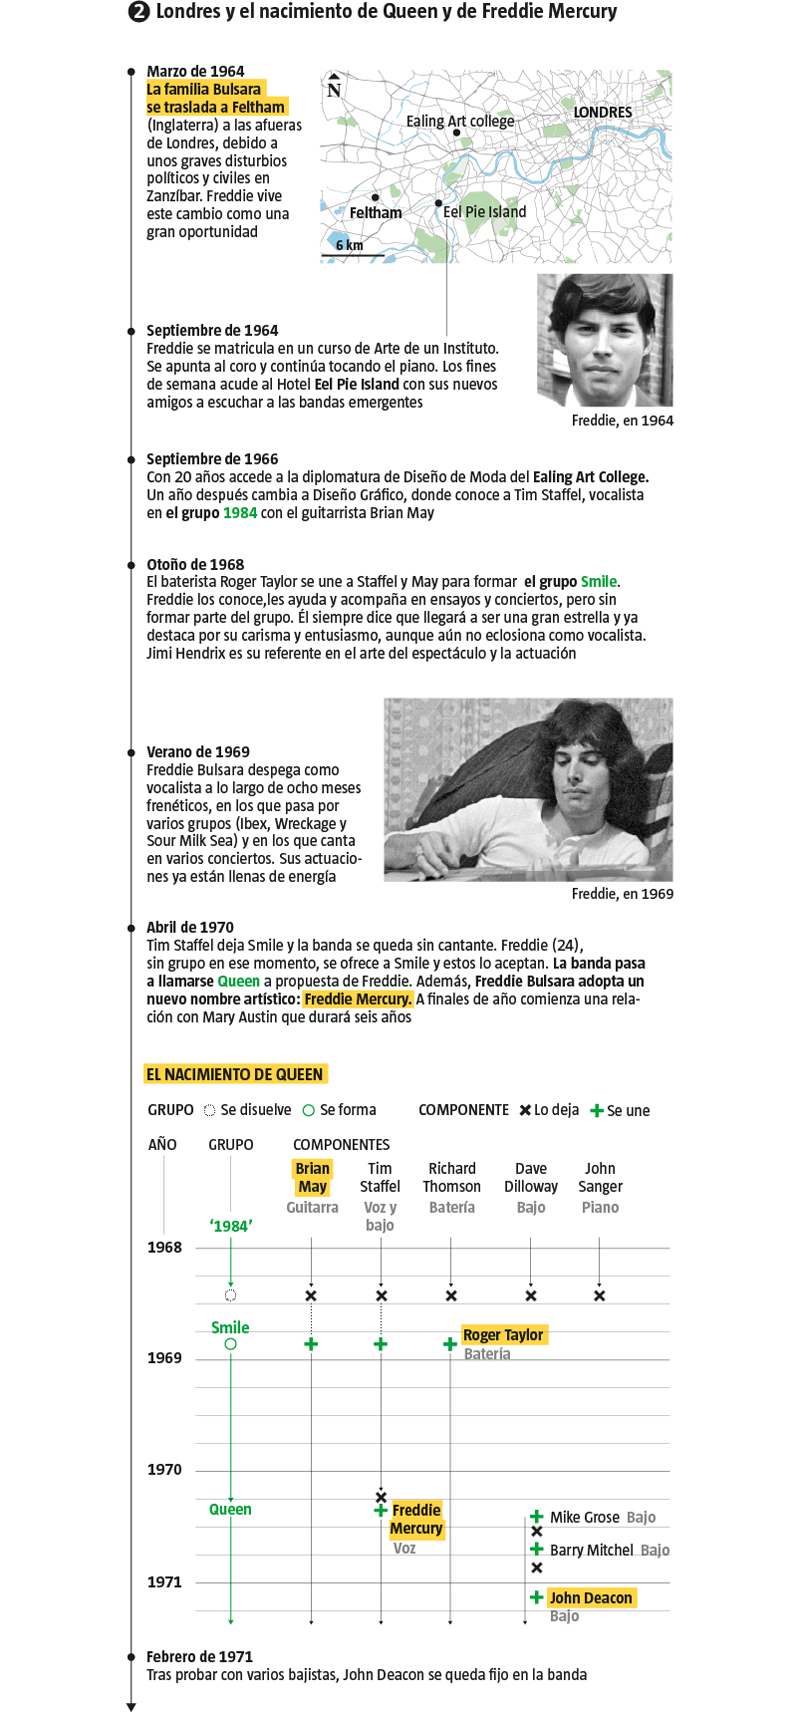 2 Londres y el nacimiento de Queen y de Freddie Mercury
Marzo de 1964
La familia Bulsara
se traslada a Feltham
(Inglaterra) a las afueras
de Londres, debido a
unos graves disturbios
políticos y civiles en
Zanzíbar. Freddie vive
este cambio como una
gran oportunidad
N
LONDRES
Ealing Art college
Feltham
Eel Pie Island
6 km
Septiembre de 1964
Freddie se matricula en un curso de Arte de un Instituto.
Se apunta al coro y continúa tocando el piano. Los fines
de semana acude al Hotel Eel Pie Island con sus nuevos
amigos a escuchar a las bandas emergentes
Freddie, en 1964
Septiembre de 1966
Con 20 años accede a la diplomatura de Diseño de Moda del Ealing Art College.
Un año después cambia a Diseño Gráfico, donde conoce a Tim Staffel, vocalista
en el grupo 1984 con el guitarrista Brian May
Otoño de 1968
El baterista Roger Taylor se une a Staffel y May para formar el grupo Smile.
Freddie los conoce,les ayuda y acompaña en ensayos y conciertos, pero sin
formar parte del grupo. Él siempre dice que llegará a ser una gran estrella y ya
destaca por su carisma y entusiasmo, aunque aún no eclosiona como vocalista.
Jimi Hendrix es su referente en el arte del espectáculo y la actuación
Verano de 1969
Freddie Bulsara despega como
vocalista a lo largo de ocho meses
frenéticos, en los que pasa por
varios grupos (Ibex, Wreckage y
Sour Milk Sea) y en los que canta
en varios conciertos. Sus actuacio-
nes ya están llenas de energía
Freddie, en 1969
Abril de 1970
Tim Staffel deja Smile y la banda se queda sin cantante. Freddie (24),
sin grupo en ese momento, se ofrece a Smile y estos lo aceptan. La banda pasa
a llamarse Queen a propuesta de Freddie. Además, Freddie Bulsara adopta un
nuevo nombre artístico: Freddie Mercury. A finales de año comienza una rela-
ción con Mary Austin que durará seis años
EL NACIMIENTO DE QUEEN
GRUPO Se disuelve Se forma COMPONENTE Lo deja Se une
AÑO GRUPO COMPONENTES
Brian May Guitarra
Tim Staffel Voz y bajo
Richard Thomson Batería
Dave Dilloway Bajo
John Sanger Piano
‘1984’
1968
Smile
Roger Taylor
Batería
1969
1970
Queen
Freddie
Mercury
Voz
Mike Grose Bajo
Barry Mitchel Bajo
1971
John Deacon
Bajo
Febrero de 1971
Tras probar con varios bajistas, John Deacon se queda fijo en la banda